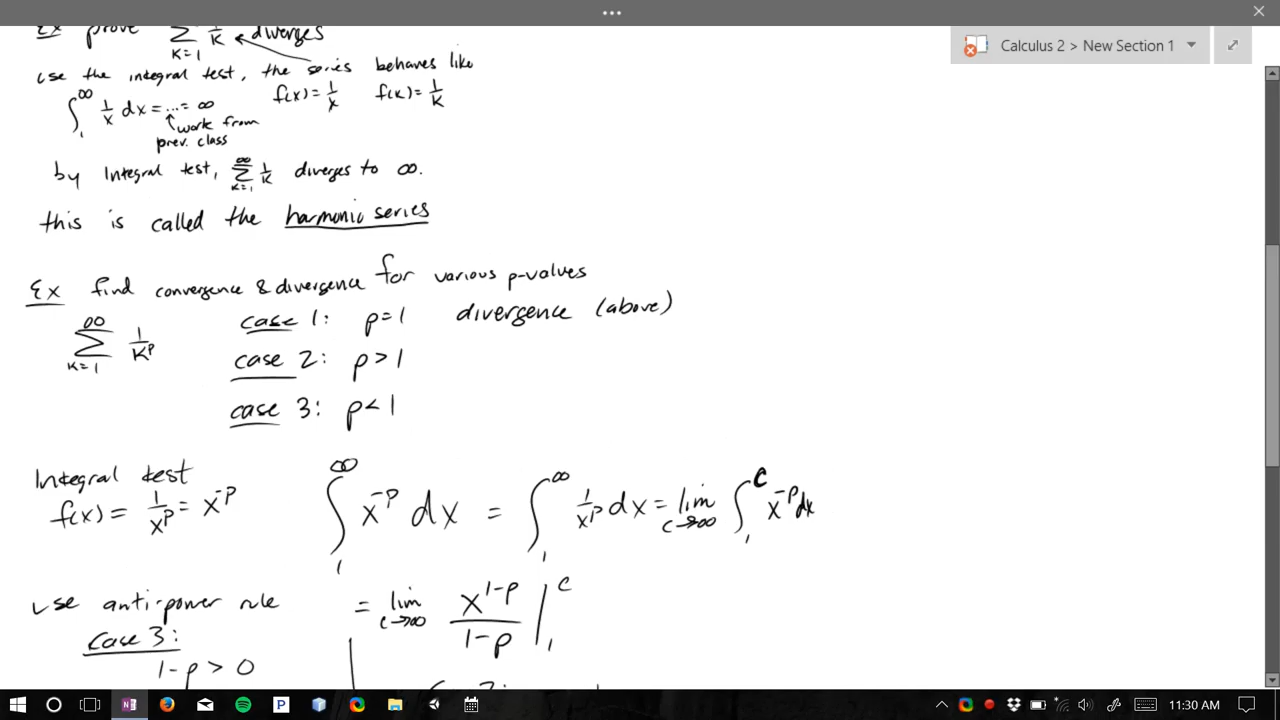 Calculus 2 > New Section 1
Ex prove ∑ K=1 1/K diverges
use the integral test, the series behaves like
∫₁^∞ 1/x dx = ... = ∞ f(x) = 1/x f(k) = 1/k
work from
prev. class
by Integral test, ∑ K=1 ^∞ 1/K diverges to ∞.
this is called the harmonic series
Ex find convergence & divergence for various p-values
∑ K=1 ^∞ 1/K^p
case 1: p=1 divergence (above)
case 2: p > 1
case 3: p < 1
Integral test
f(x) = 1/x^p = x^-p
∫₁^∞ x^-p dx = ∫₁^∞ 1/x^p dx = lim c→∞ ∫₁^c x^-p dx
use anti-power rule = lim c→∞ x^(1-p)/(1-p) |₁^c
case 3:
1-p > 0
11:30 AM